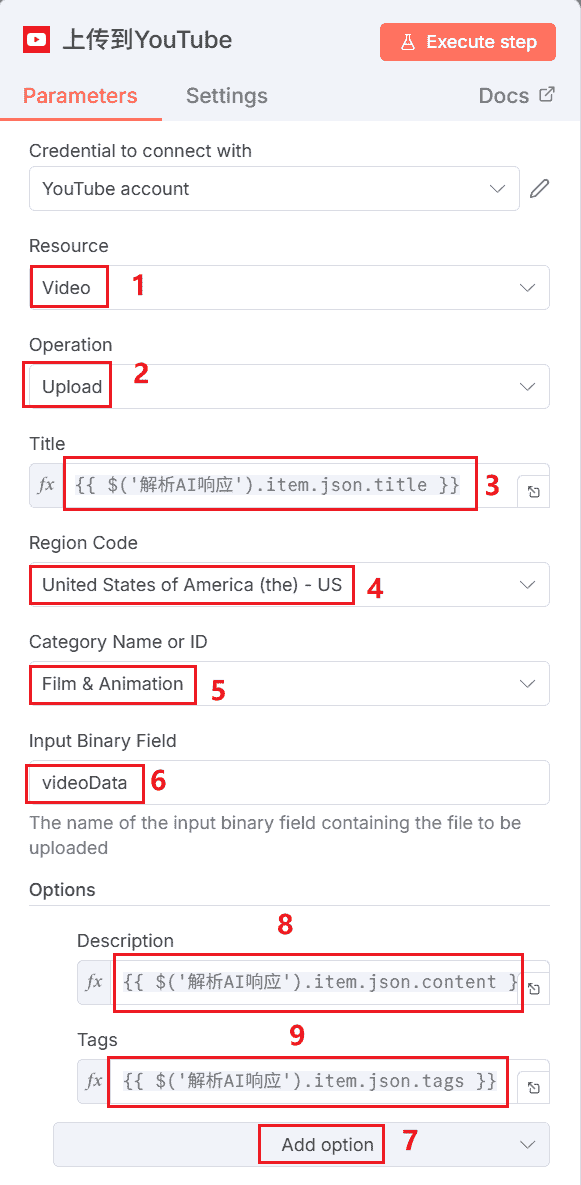 上传到YouTube
Execute step
Parameters
Settings
Docs
Credential to connect with
YouTube account
Resource
Video
1
Operation
Upload
2
Title
fx
{{ $('解析AI响应').item.json.title }}
3
Region Code
United States of America (the) - US
4
Category Name or ID
Film & Animation
5
Input Binary Field
videoData
6
The name of the input binary field containing the file to be
uploaded
Options
8
Description
fx
{{ $('解析AI响应').item.json.content }
9
Tags
fx
{{ $('解析AI响应').item.json.tags }}
Add option
7